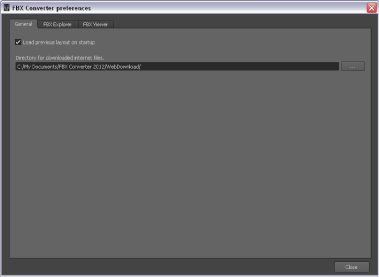 FBX Converter preferences
General FBX Explorer FBX Viewer
Load previous layout on startup
Directory for downloaded internet files.
C:/My Documents/FBX Converter 2012/WebDownload/
...
Close